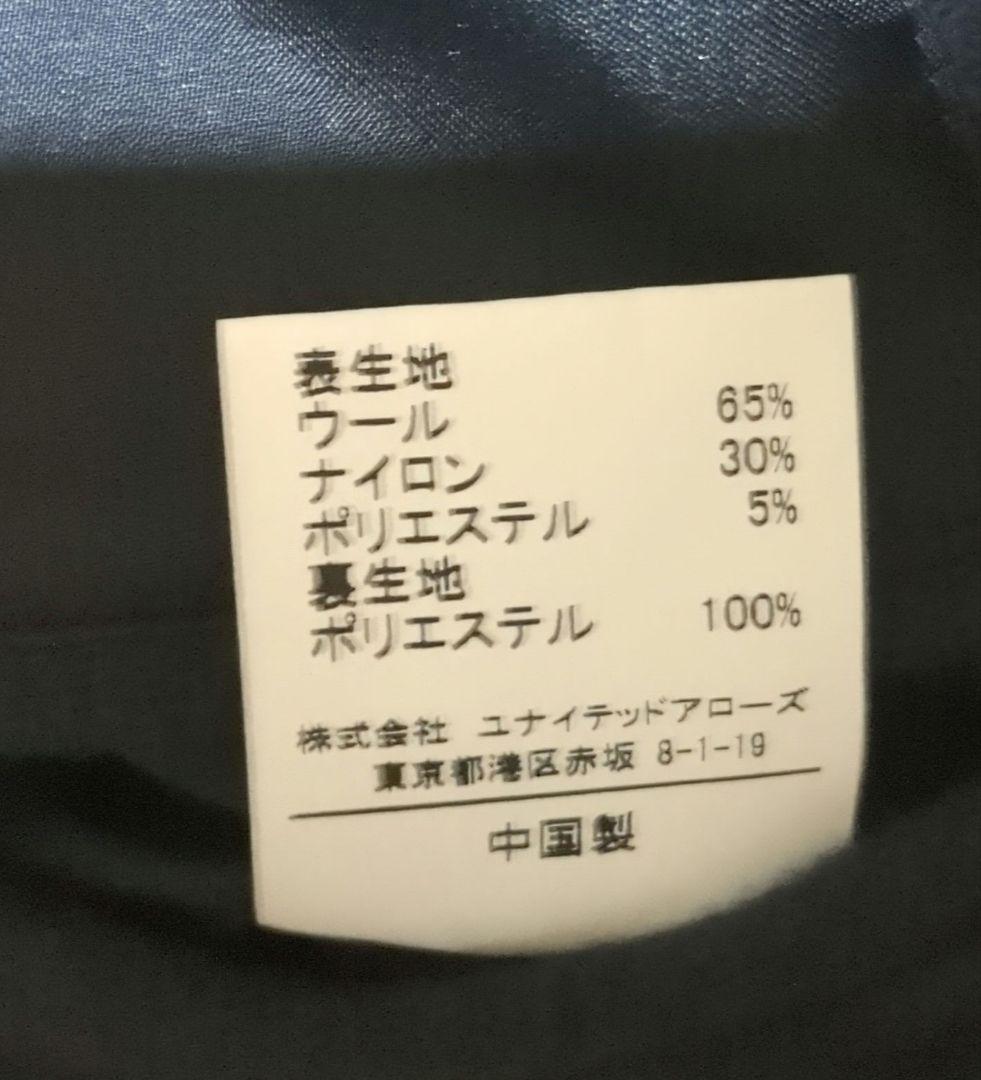 表生地
ウール 65%
ナイロン 30%
ポリエステル 5%
裏生地
ポリエステル 100%
株式会社 ユナイテッドアローズ
東京都港区赤坂 8-1-19
中国製